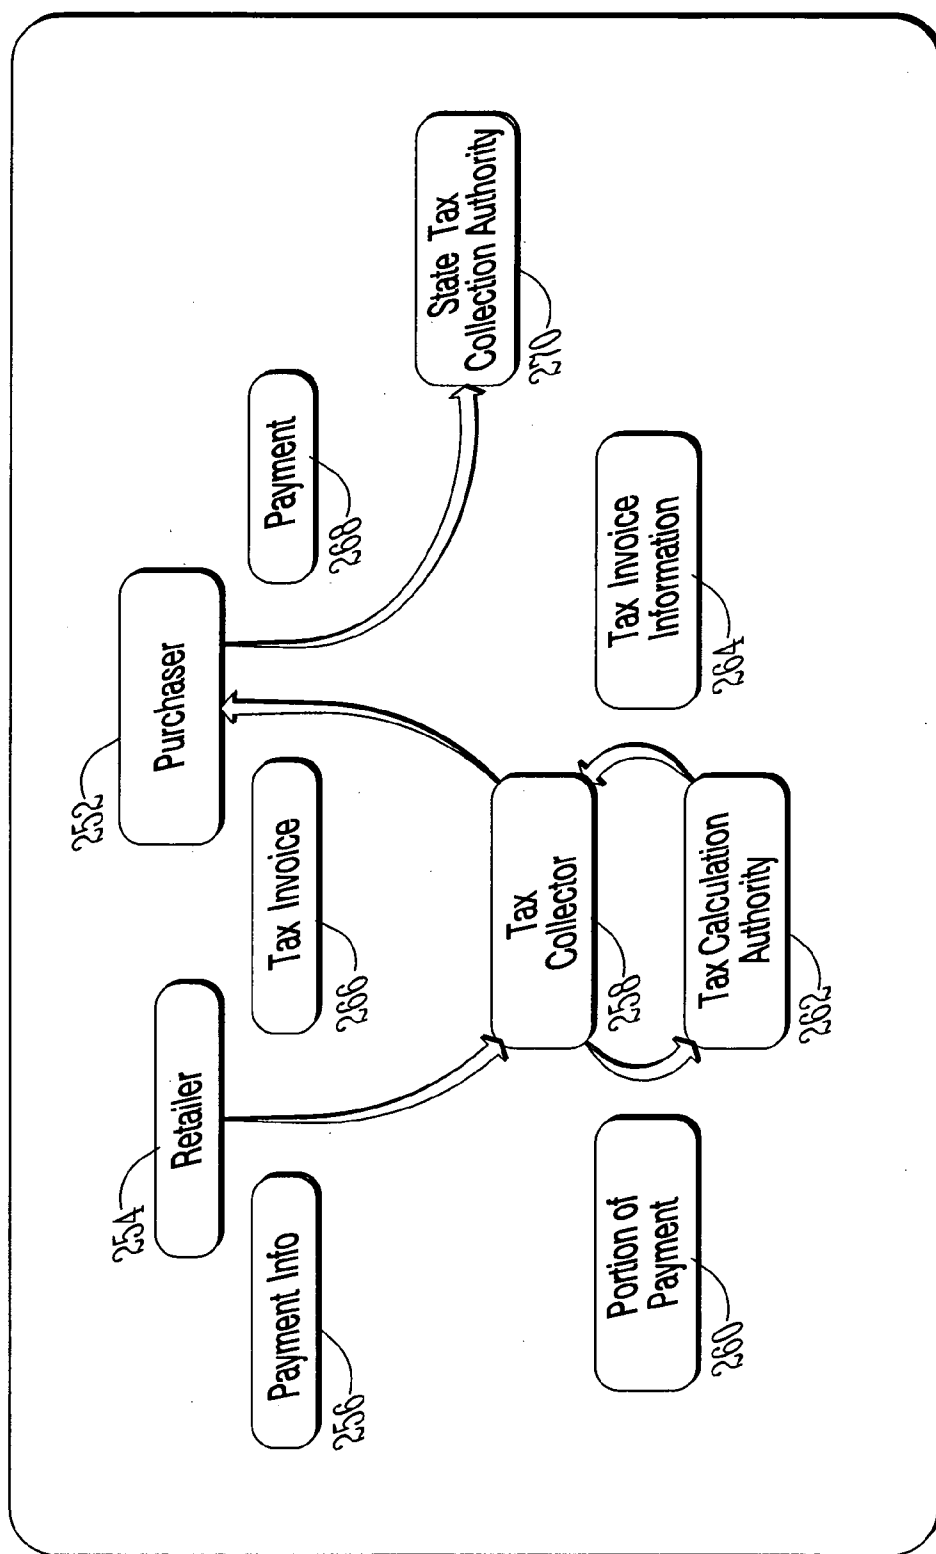 252
Purchaser
254
Retailer
Payment Info
256
Tax Invoice
266
Payment
268
State Tax
Collection Authority
270
Tax
Collector
258
Portion of
Payment
260
Tax Invoice
Information
264
Tax Calculation
Authority
262